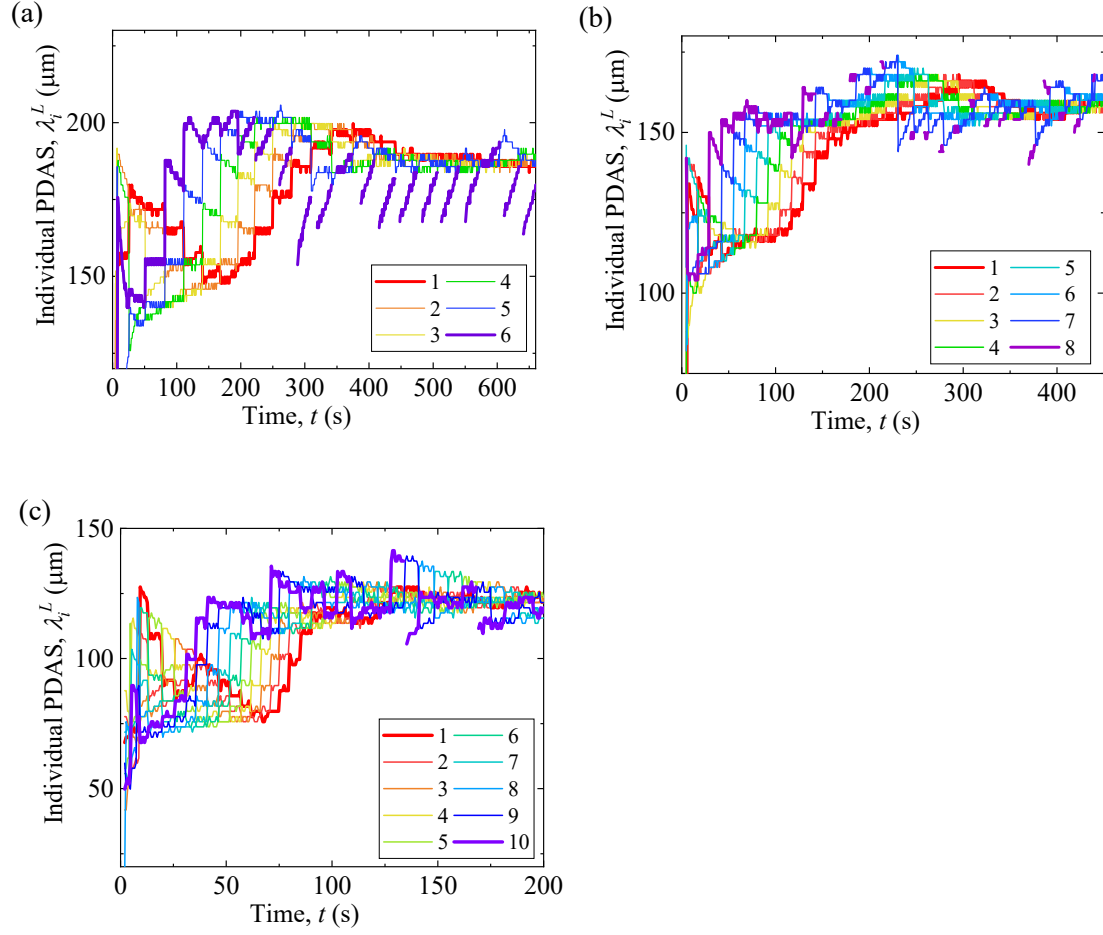 (a)
Individual PDAS, λᵢᴸ (μm)
200
150
0 100 200 300 400 500 600
Time, t (s)
1 4
2 5
3 6
(b)
Individual PDAS, λᵢᴸ (μm)
150
100
0 100 200 300 400
Time, t (s)
1 5
2 6
3 7
4 8
(c)
Individual PDAS, λᵢᴸ (μm)
150
100
50
0 50 100 150 200
Time, t (s)
1 6
2 7
3 8
4 9
5 10